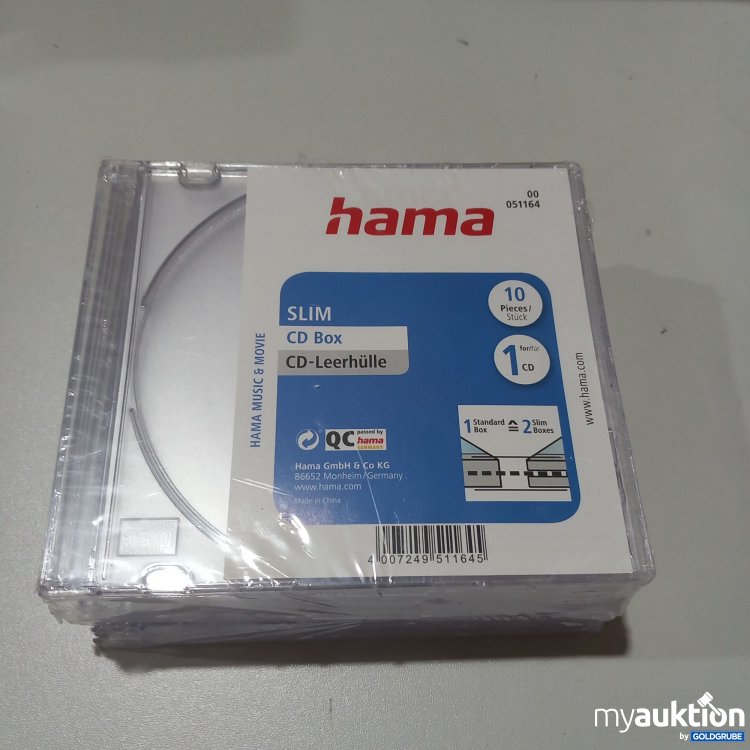 hama
00
051164
HAMA MUSIC & MOVIE
SLIM
CD Box
CD-Leerhülle
10
Pieces/
Stück
1 for/für
CD
www.hama.com
1 Standard Box ≙ 2 Slim Boxes
QC passed by
hama
GERMANY
Hama GmbH & Co KG
86652 Monheim/Germany
www.hama.com
Made in China
4 007249 511645
myauktion
by GOLDGRUBE